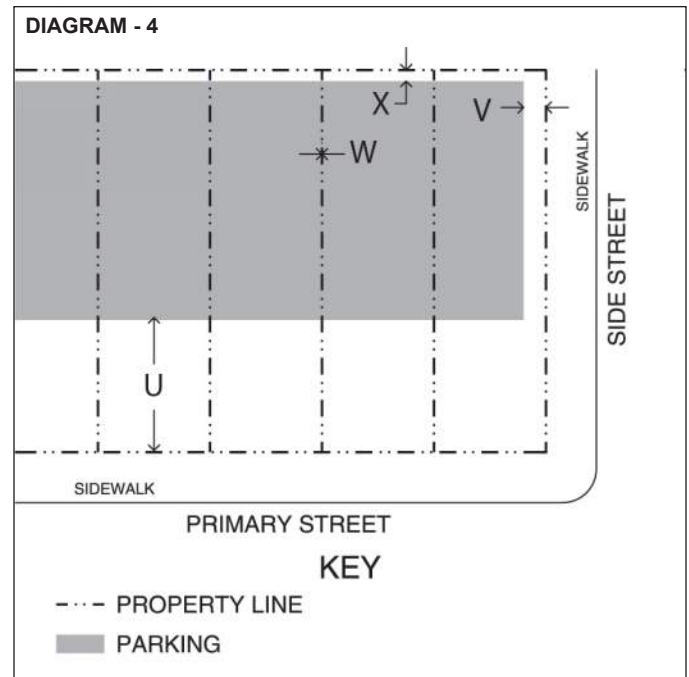 DIAGRAM - 4
X
V
W
SIDEWALK
SIDE STREET
U
SIDEWALK
PRIMARY STREET
KEY
PROPERTY LINE
PARKING